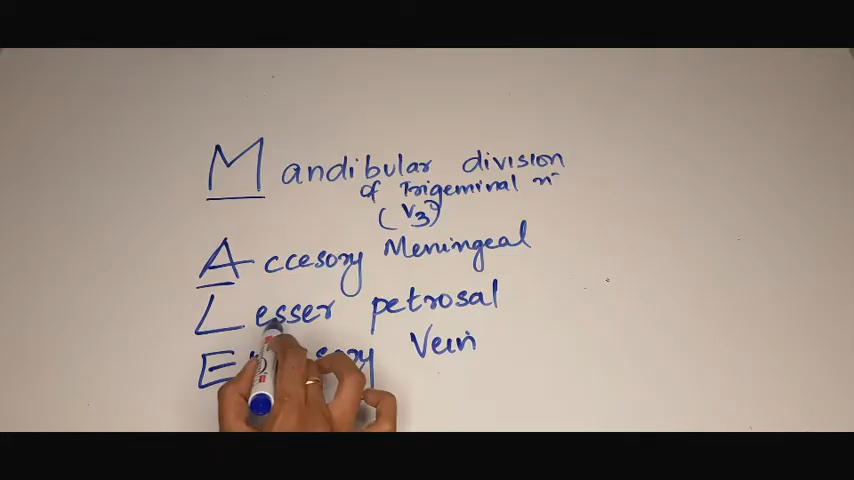 Mandibular division
of Trigeminal n
(V3)
Accesory Meningeal
Lesser petrosal
Vein